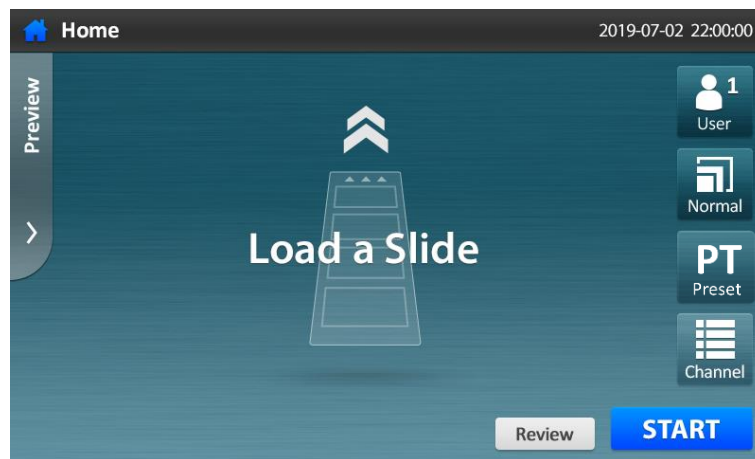 Home
2019-07-02 22:00:00
Preview
1
User
Load a Slide
Normal
PT
Preset
Channel
Review
START